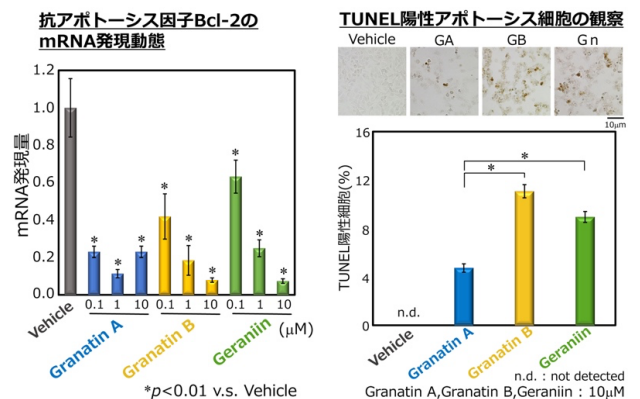 抗アポトーシス因子Bcl-2の
mRNA発現動態
mRNA発現量
1.2
1.0
0.8
0.6
0.4
0.2
0.0
* * * * * * * * *
0.1 1 10 0.1 1 10 0.1 1 10
Vehicle
Granatin A
Granatin B
Geraniin
(μM)
*p<0.01 v.s. Vehicle
TUNEL陽性アポトーシス細胞の観察
Vehicle GA GB Gn
10μm
TUNEL陽性細胞(%)
16
12
8
4
0
*
*
n.d.
Vehicle
Granatin A
Granatin B
Geraniin
n.d. : not detected
Granatin A,Granatin B,Geraniin : 10μM